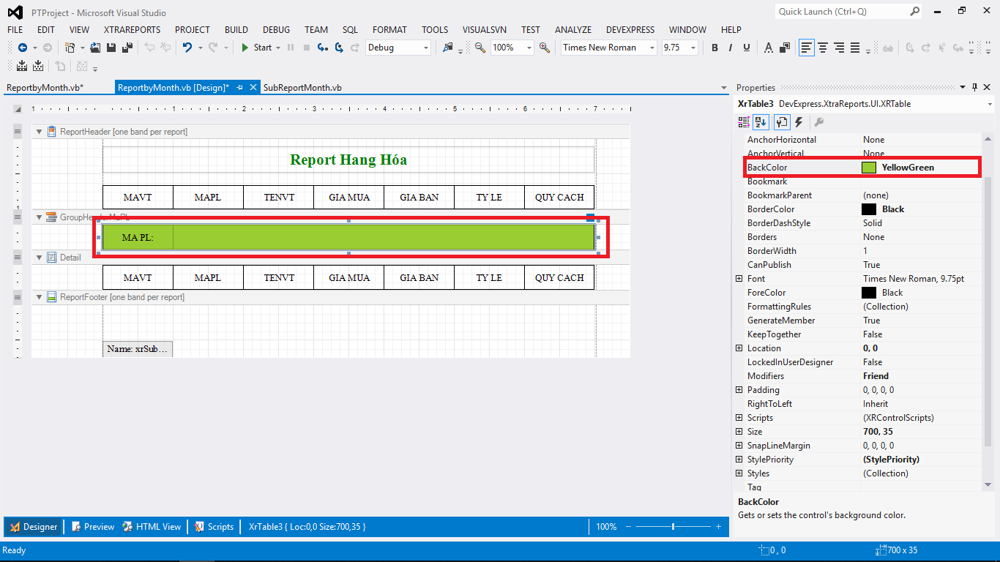 PTProject - Microsoft Visual Studio
Quick Launch (Ctrl+Q)
FILE EDIT VIEW XTRAREPORTS PROJECT BUILD DEBUG TEAM SQL FORMAT TOOLS VISUALSVN TEST ANALYZE DEVEXPRESS WINDOW HELP
Start Debug 100% Times New Roman 9.75 B I U A
ReportbyMonth.vb* ReportbyMonth.vb [Design]* SubReportMonth.vb
1 1 2 3 4 5 6 7
ReportHeader [one band per report]
Report Hang Hóa
MAVT MAPL TENVT GIA MUA GIA BAN TY LE QUY CACH
1
MA PL:
Detail
MAVT MAPL TENVT GIA MUA GIA BAN TY LE QUY CACH
ReportFooter [one band per report]
Name: xrSub...
Designer Preview HTML View Scripts XrTable3 { Loc:0,0 Size:700,35 } 100%
Properties
XrTable3 DevExpress.XtraReports.UI.XRTable
AnchorHorizontal None
AnchorVertical None
BackColor YellowGreen
Bookmark
BookmarkParent (none)
BorderColor Black
BorderDashStyle Solid
Borders None
BorderWidth 1
CanPublish True
Font Times New Roman, 9.75pt
ForeColor Black
FormattingRules (Collection)
GenerateMember True
KeepTogether False
Location 0, 0
LockedInUserDesigner False
Modifiers Friend
Padding 0, 0, 0, 0
RightToLeft Inherit
Scripts (XRControlScripts)
Size 700, 35
SnapLineMargin 0, 0, 0, 0
StylePriority (StylePriority)
Styles (Collection)
Tag
BackColor
Gets or sets the control's background color.
Ready 0 , 0 700 x 35